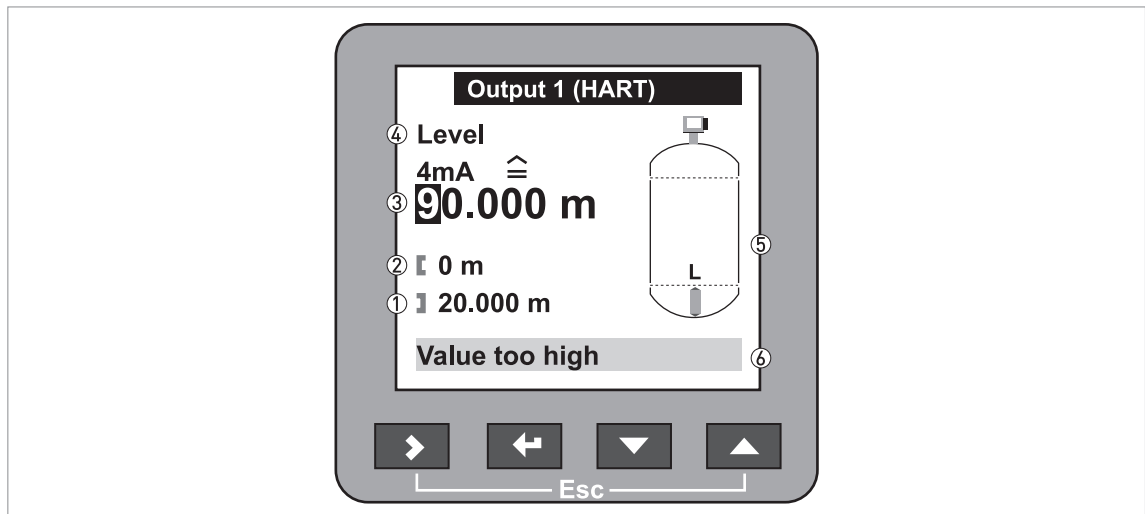 Output 1 (HART)
④ Level
4mA ≙
③ 90.000 m
② [ 0 m
① ] 20.000 m
L
⑤
Value too high ⑥
Esc